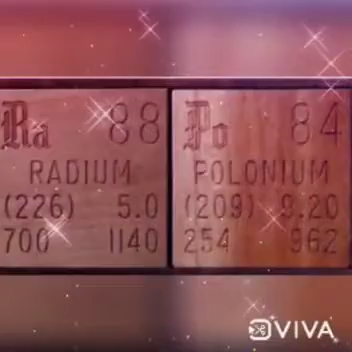 Ra 88
RADIUM
(226) 5.0
700 1140
Po 84
POLONIUM
(209) 9.20
254 962
VIVA